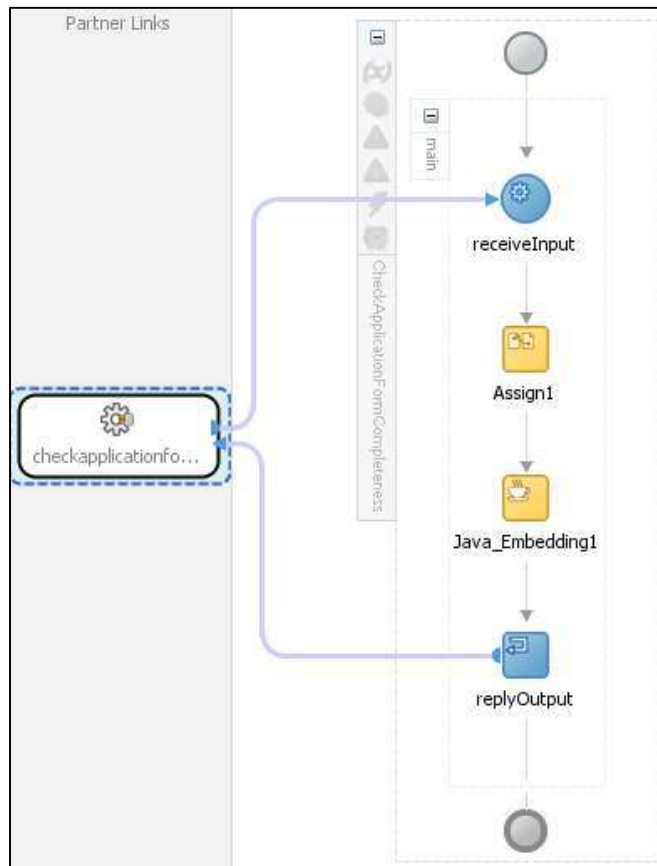 Partner Links
main
receiveInput
CheckApplicationFormCompleteness
Assign1
checkapplicationfo...
Java_Embedding1
replyOutput